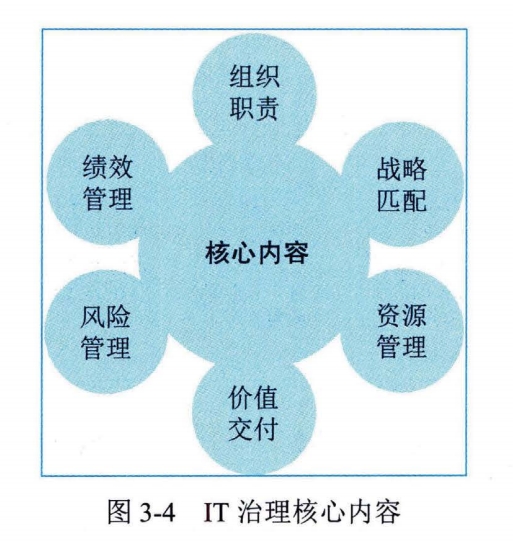 组织
职责
战略
匹配
资源
管理
价值
交付
风险
管理
绩效
管理
核心内容
图 3-4 IT 治理核心内容